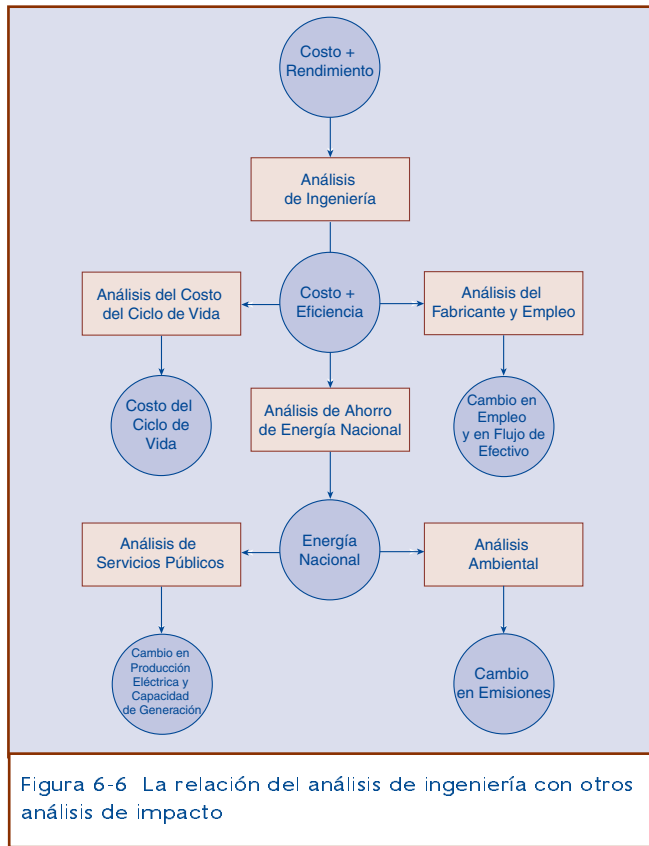 Costo +
Rendimiento
Análisis
de Ingeniería
Análisis del Costo
del Ciclo de Vida
Costo +
Eficiencia
Análisis del
Fabricante y Empleo
Costo del
Ciclo de
Vida
Análisis de Ahorro
de Energía Nacional
Cambio en
Empleo
y en Flujo de
Efectivo
Análisis de
Servicios Públicos
Energía
Nacional
Análisis
Ambiental
Cambio en
Producción
Eléctrica y
Capacidad
de Generación
Cambio
en Emisiones
Figura 6-6 La relación del análisis de ingeniería con otros
análisis de impacto